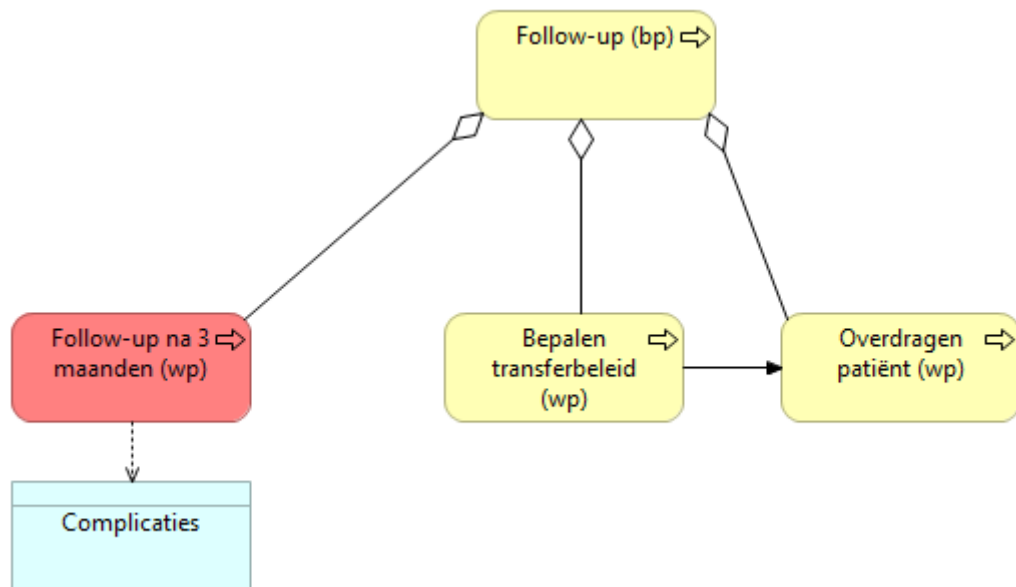 Follow-up (bp)
Follow-up na 3
maanden (wp)
Bepalen
transferbeleid
(wp)
Overdragen
patiënt (wp)
Complicaties